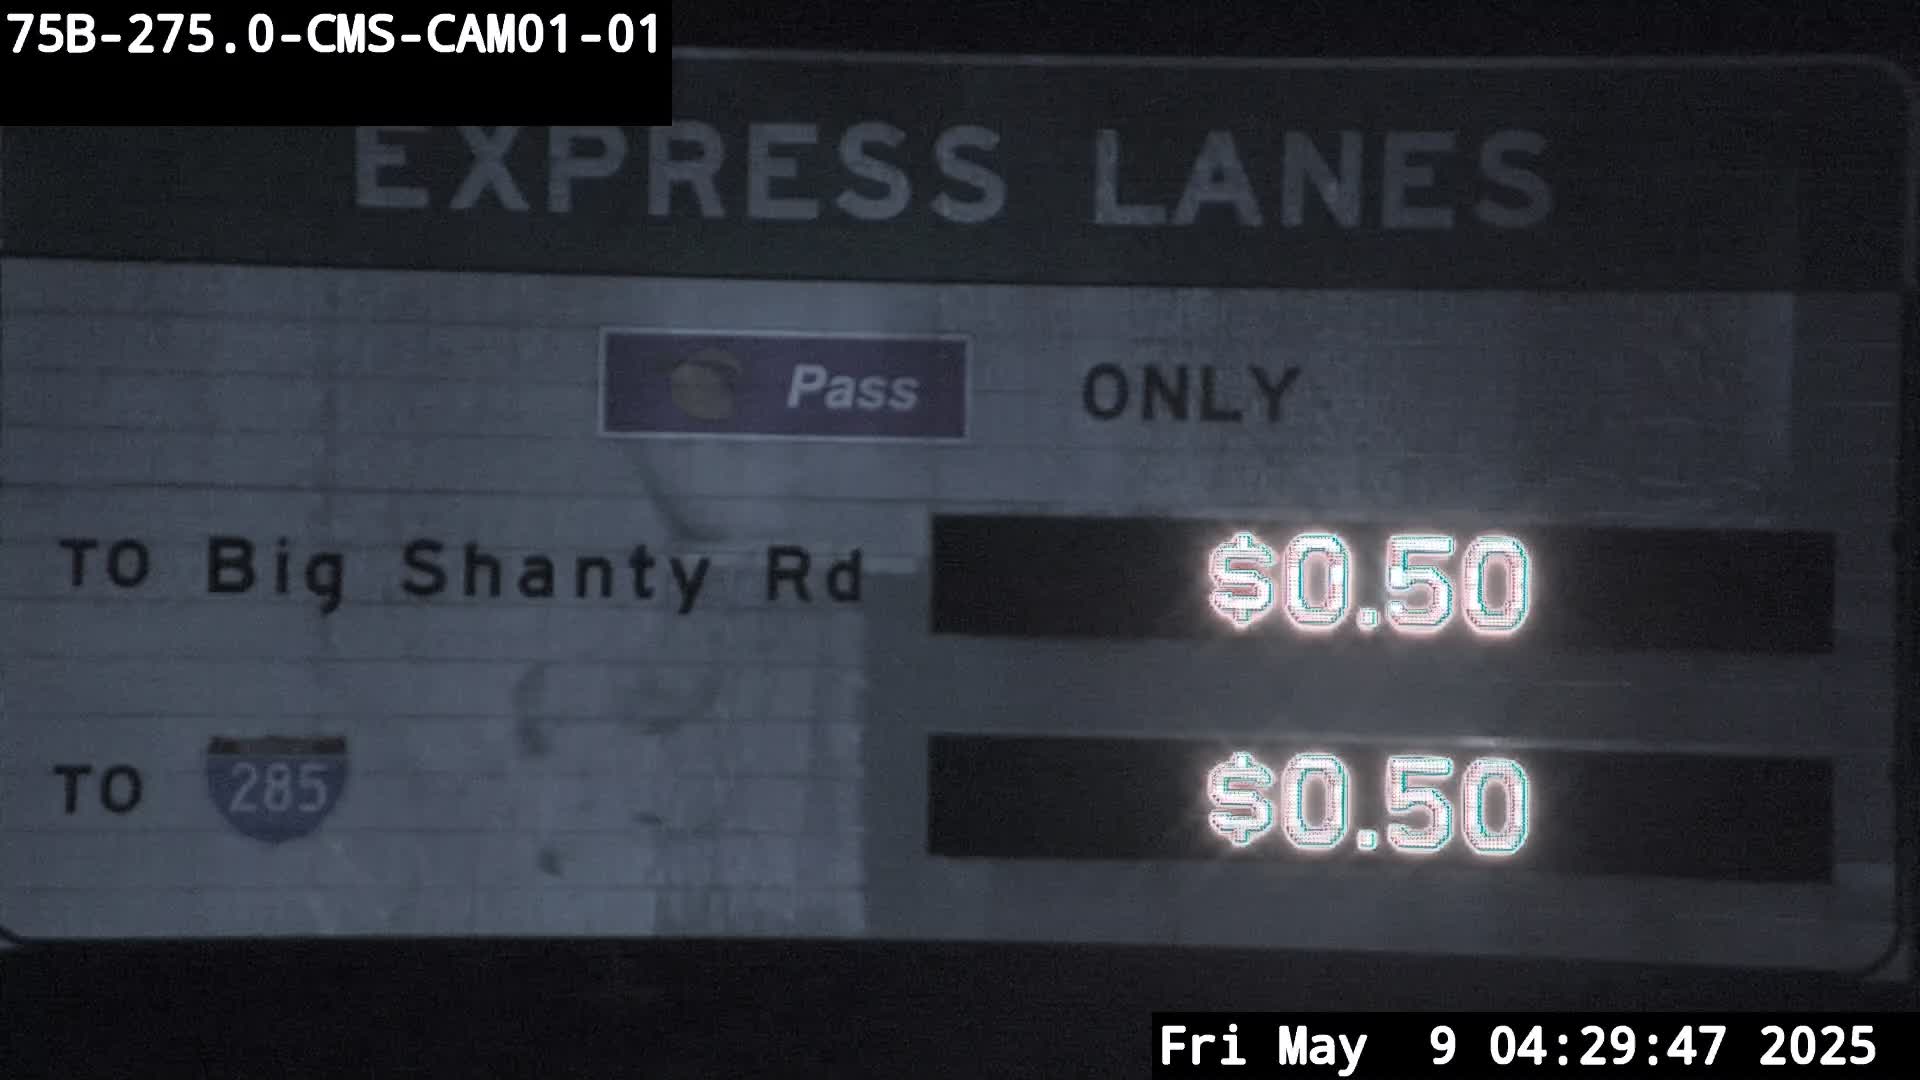 75B-275.0-CMS-CAM01-01
EXPRESS LANES
Pass ONLY
TO Big Shanty Rd $0.50
TO 285 $0.50
Fri May 9 04:29:47 2025